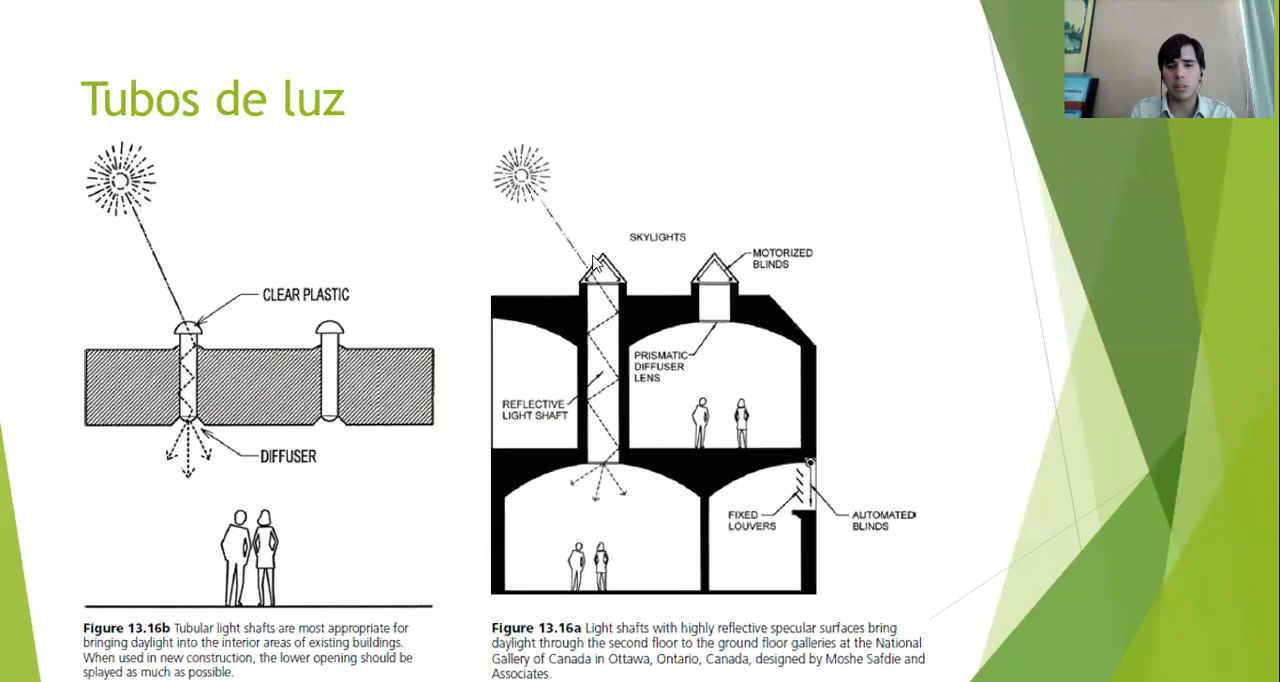 Tubos de luz
CLEAR PLASTIC
DIFFUSER
Figure 13.16b Tubular light shafts are most appropriate for
bringing daylight into the interior areas of existing buildings.
When used in new construction, the lower opening should be
splayed as much as possible.
SKYLIGHTS
MOTORIZED
BLINDS
PRISMATIC
DIFFUSER
LENS
REFLECTIVE
LIGHT SHAFT
FIXED
LOUVERS
AUTOMATED
BLINDS
Figure 13.16a Light shafts with highly reflective specular surfaces bring
daylight through the second floor to the ground floor galleries at the National
Gallery of Canada in Ottawa, Ontario, Canada, designed by Moshe Safdie and
Associates.